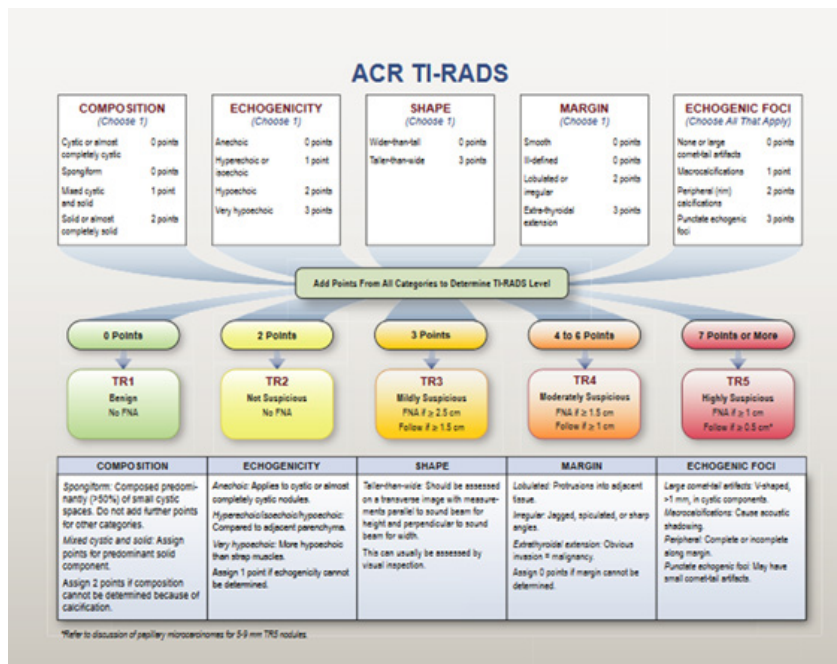 ACR TI-RADS
COMPOSITION
(Choose 1)
Cystic or almost completely cystic 0 points
Spongiform 0 points
Mixed cystic and solid 1 point
Solid or almost completely solid 2 points
ECHOGENICITY
(Choose 1)
Anechoic 0 points
Hyperechoic or isoechoic 1 point
Hypoechoic 2 points
Very hypoechoic 3 points
SHAPE
(Choose 1)
Wider-than-tall 0 points
Taller-than-wide 3 points
MARGIN
(Choose 1)
Smooth 0 points
Ill-defined 0 points
Lobulated or irregular 2 points
Extra-thyroidal extension 3 points
ECHOGENIC FOCI
(Choose All That Apply)
None or large comet-tail artifacts 0 points
Macrocalcifications 1 point
Peripheral (rim) calcifications 2 points
Punctate echogenic foci 3 points
Add Points From All Categories to Determine TI-RADS Level
0 Points
2 Points
3 Points
4 to 6 Points
7 Points or More
TR1
Benign
No FNA
TR2
Not Suspicious
No FNA
TR3
Mildly Suspicious
FNA if ≥ 2.5 cm
Follow if ≥ 1.5 cm
TR4
Moderately Suspicious
FNA if ≥ 1.5 cm
Follow if ≥ 1 cm
TR5
Highly Suspicious
FNA if ≥ 1 cm
Follow if ≥ 0.5 cm*
COMPOSITION
Spongiform: Composed predomi-
nantly (>50%) of small cystic
spaces. Do not add further points
for other categories.
Mixed cystic and solid: Assign
points for predominant solid
component.
Assign 2 points if composition
cannot be determined because of
calcification.
ECHOGENICITY
Anechoic: Applies to cystic or almost
completely cystic nodules.
Hyperechoic/isoechoic/hypoechoic:
Compared to adjacent parenchyma.
Very hypoechoic: More hypoechoic
than strap muscles.
Assign 1 point if echogenicity cannot
be determined.
SHAPE
Taller-than-wide: Should be assessed
on a transverse image with measure-
ments parallel to sound beam for
height and perpendicular to sound
beam for width.
This can usually be assessed by
visual inspection.
MARGIN
Lobulated: Protrusions into adjacent
tissue.
Irregular: Jagged, spiculated, or sharp
angles.
Extrathyroidal extension: Obvious
invasion = malignancy.
Assign 0 points if margin cannot be
determined.
ECHOGENIC FOCI
Large comet-tail artifacts: V-shaped,
>1 mm, in cystic components.
Macrocalcifications: Cause acoustic
shadowing.
Peripheral: Complete or incomplete
along margin.
Punctate echogenic foci: May have
small comet-tail artifacts.
*Refer to discussion of papillary microcarcinomas for 5-9 mm TR5 nodules.